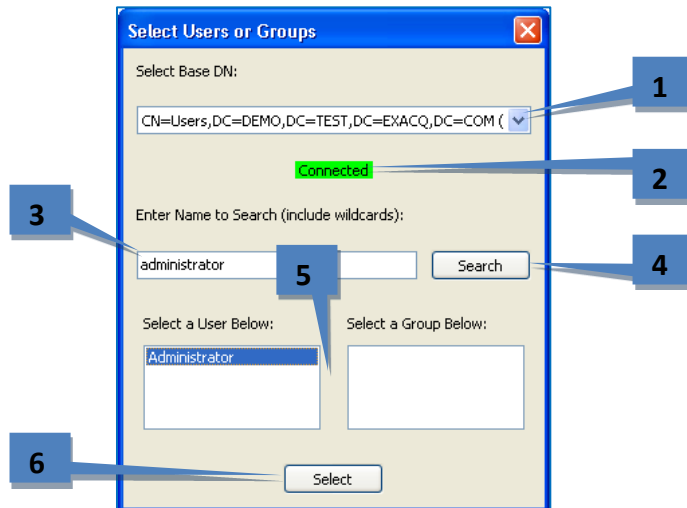 Select Users or Groups
Select Base DN:
1
CN=Users,DC=DEMO,DC=TEST,DC=EXACQ,DC=COM (
Connected
2
3
Enter Name to Search (include wildcards):
administrator
5
Search
4
Select a User Below:
Select a Group Below:
Administrator
6
Select